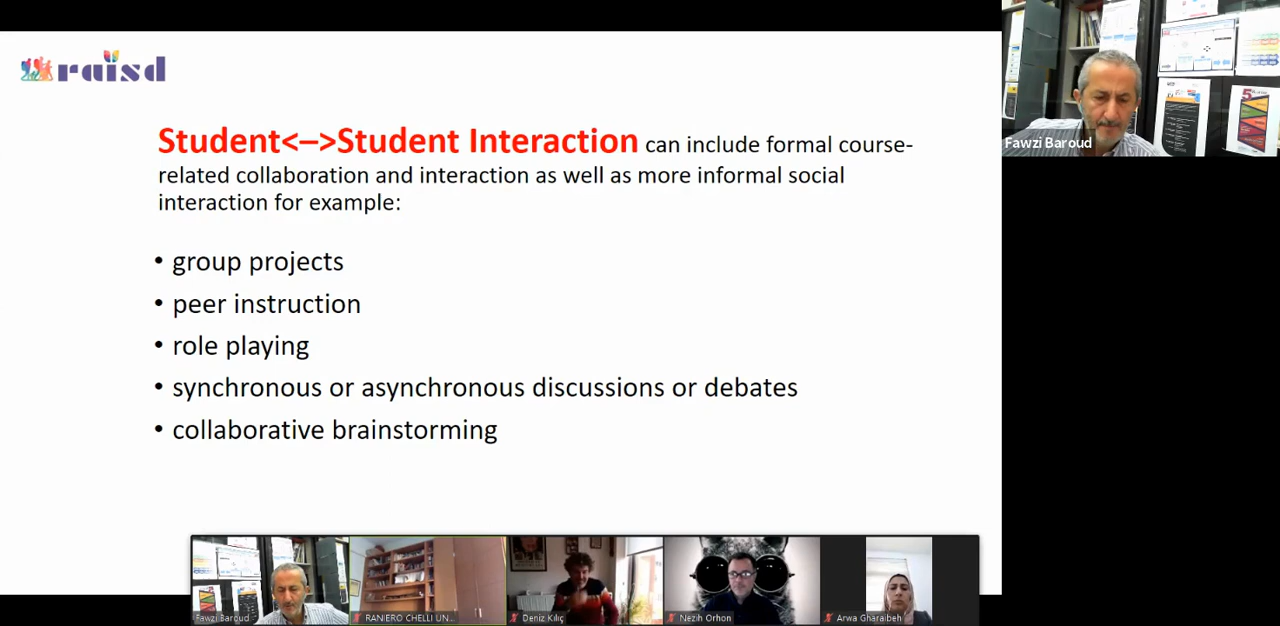 raisd
Student<–>Student Interaction can include formal course-
related collaboration and interaction as well as more informal social
interaction for example:
• group projects
• peer instruction
• role playing
• synchronous or asynchronous discussions or debates
• collaborative brainstorming
Fawzi Baroud
Fawzi Baroud
RANIERO CHELLI UN...
Deniz Kılıç
Nezih Orhon
Arwa Gharaibeh